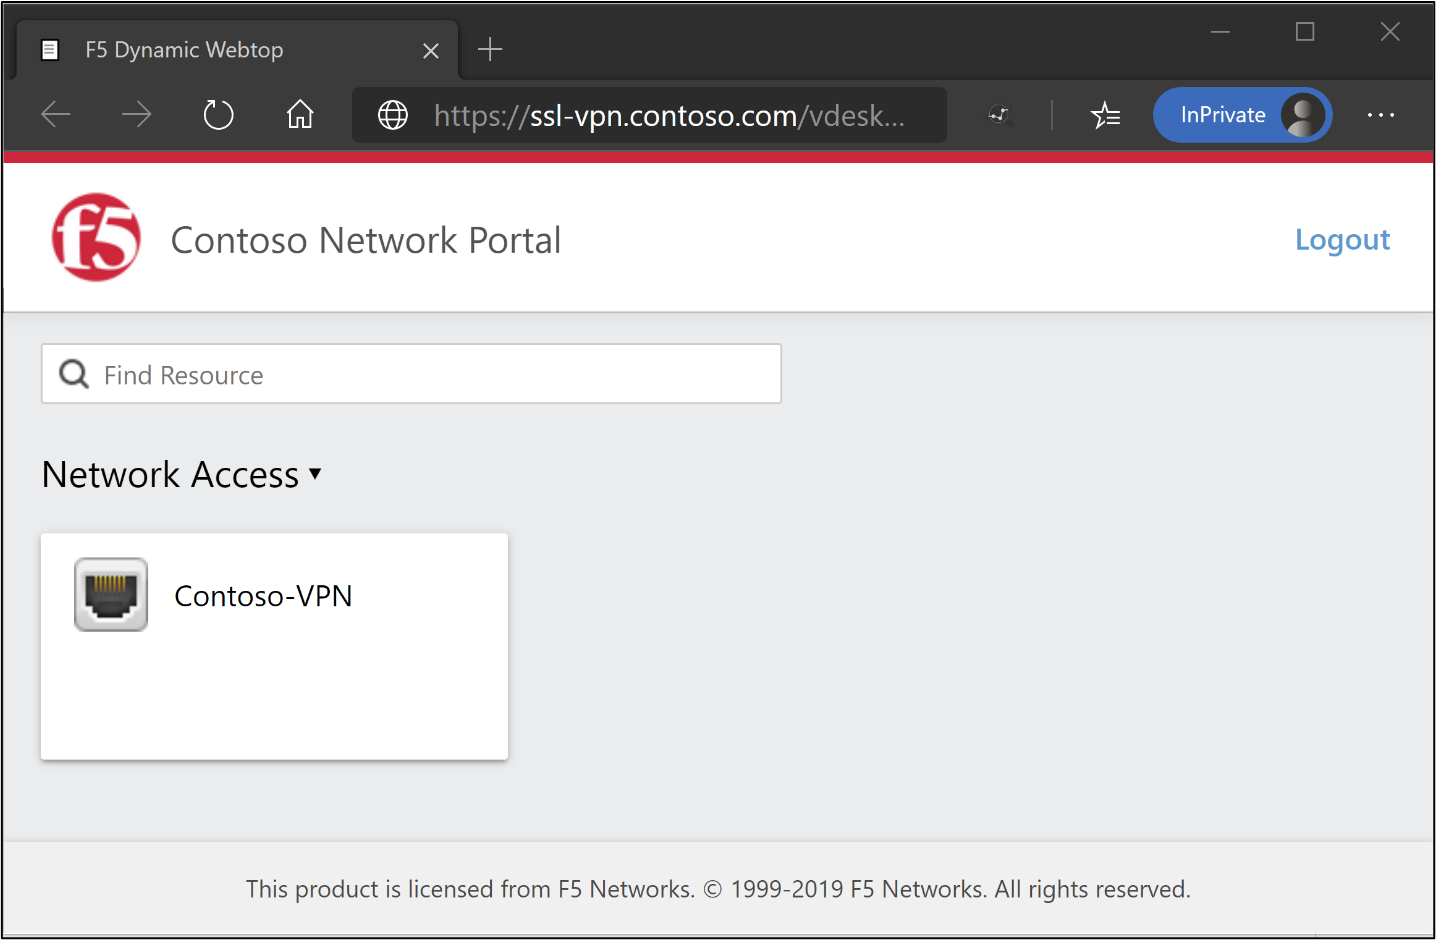 F5 Dynamic Webtop
https://ssl-vpn.contoso.com/vdesk...
InPrivate
f5
Contoso Network Portal
Logout
Find Resource
Network Access
Contoso-VPN
This product is licensed from F5 Networks. © 1999-2019 F5 Networks. All rights reserved.